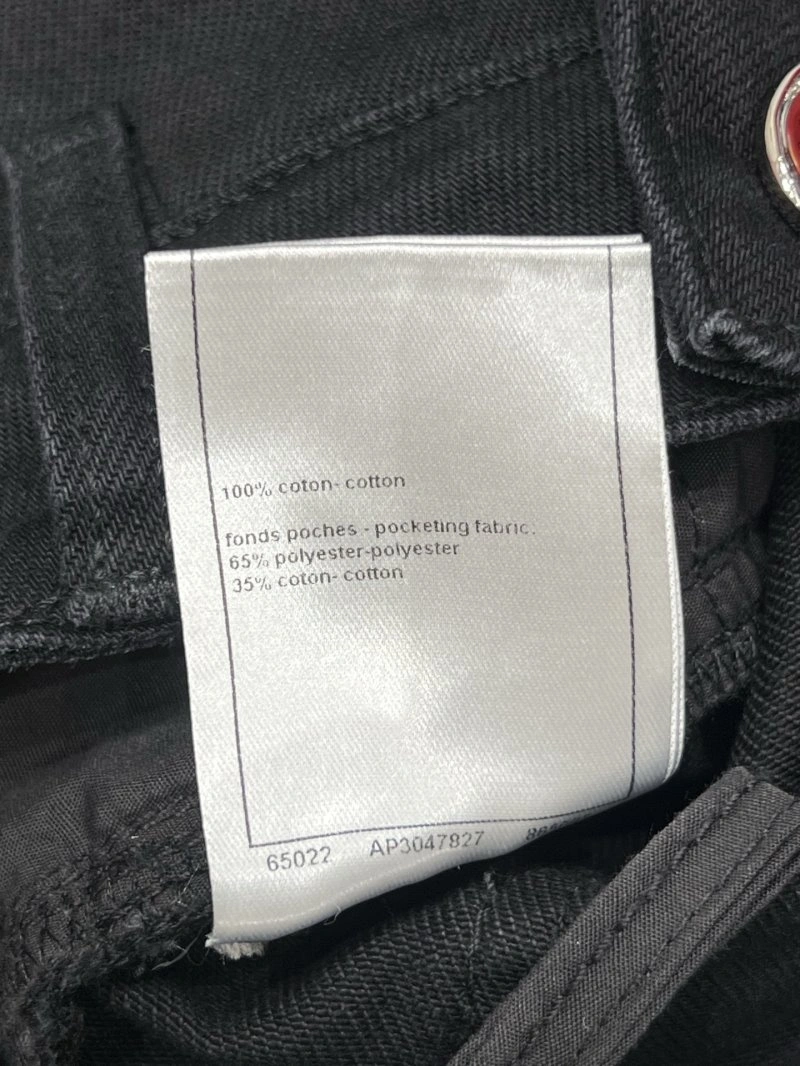 100% coton- cotton
fonds poches - pocketing fabric:
65% polyester-polyester
35% coton- cotton
65022 AP3047827